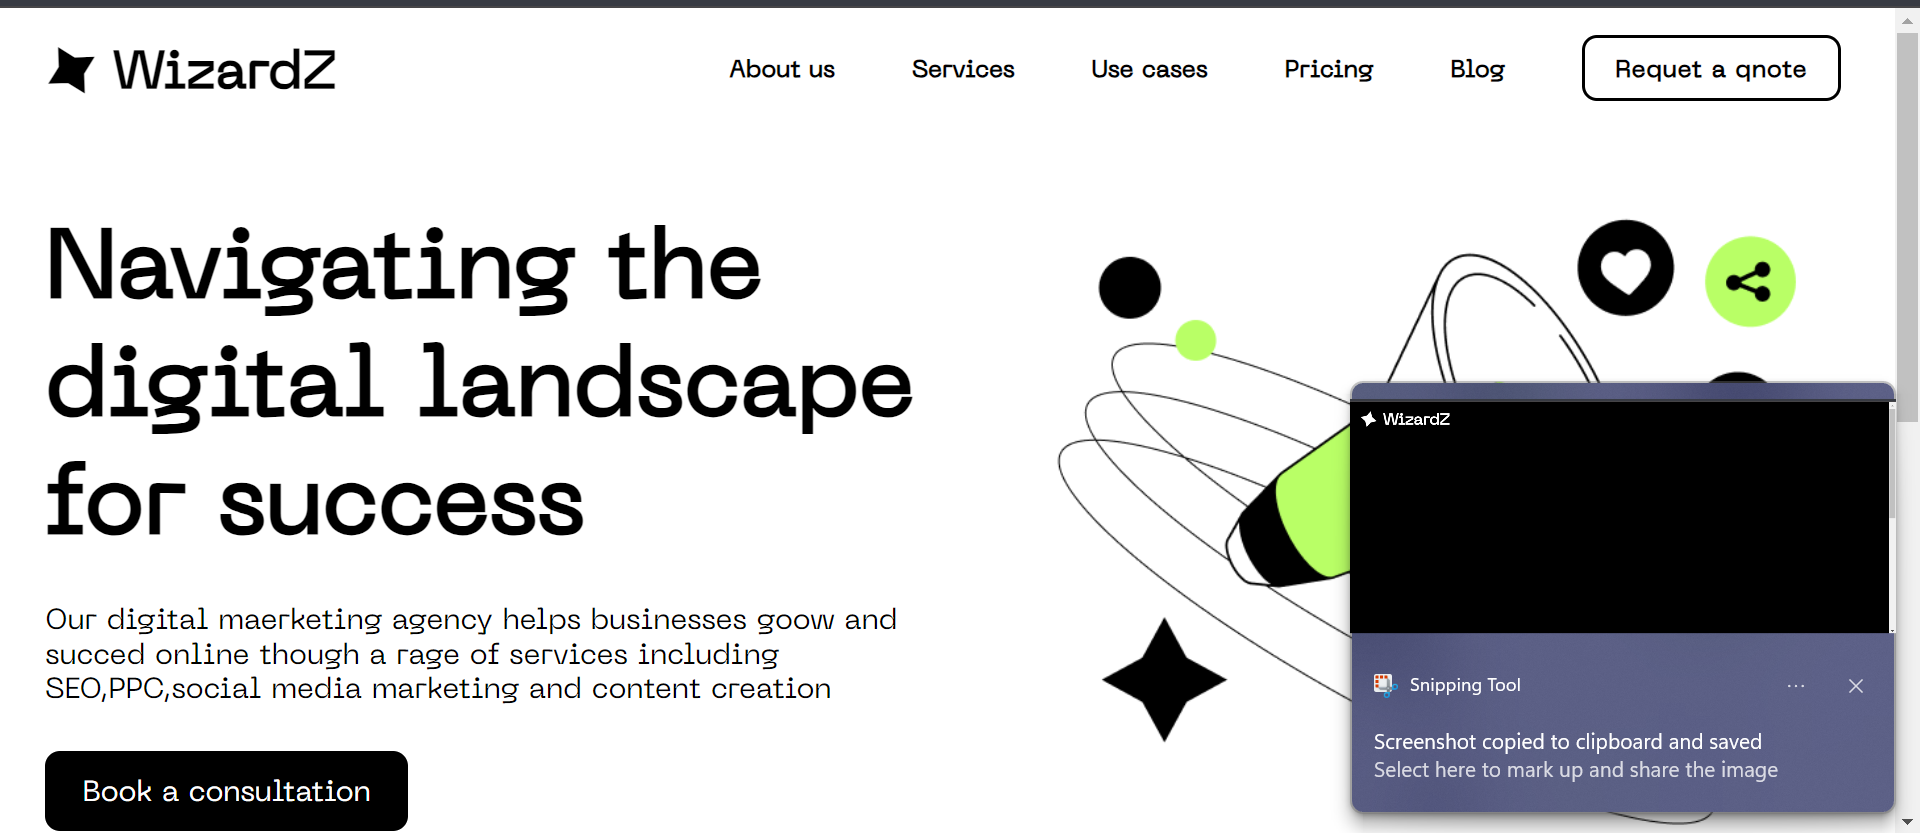 WizardZ
About us Services Use cases Pricing Blog Requet a qnote
Navigating the
digital landscape
for success
Our digital maerketing agency helps businesses goow and
succed online though a rage of services including
SEO,PPC,social media marketing and content creation
Book a consultation
WizardZ
Snipping Tool
Screenshot copied to clipboard and saved
Select here to mark up and share the image